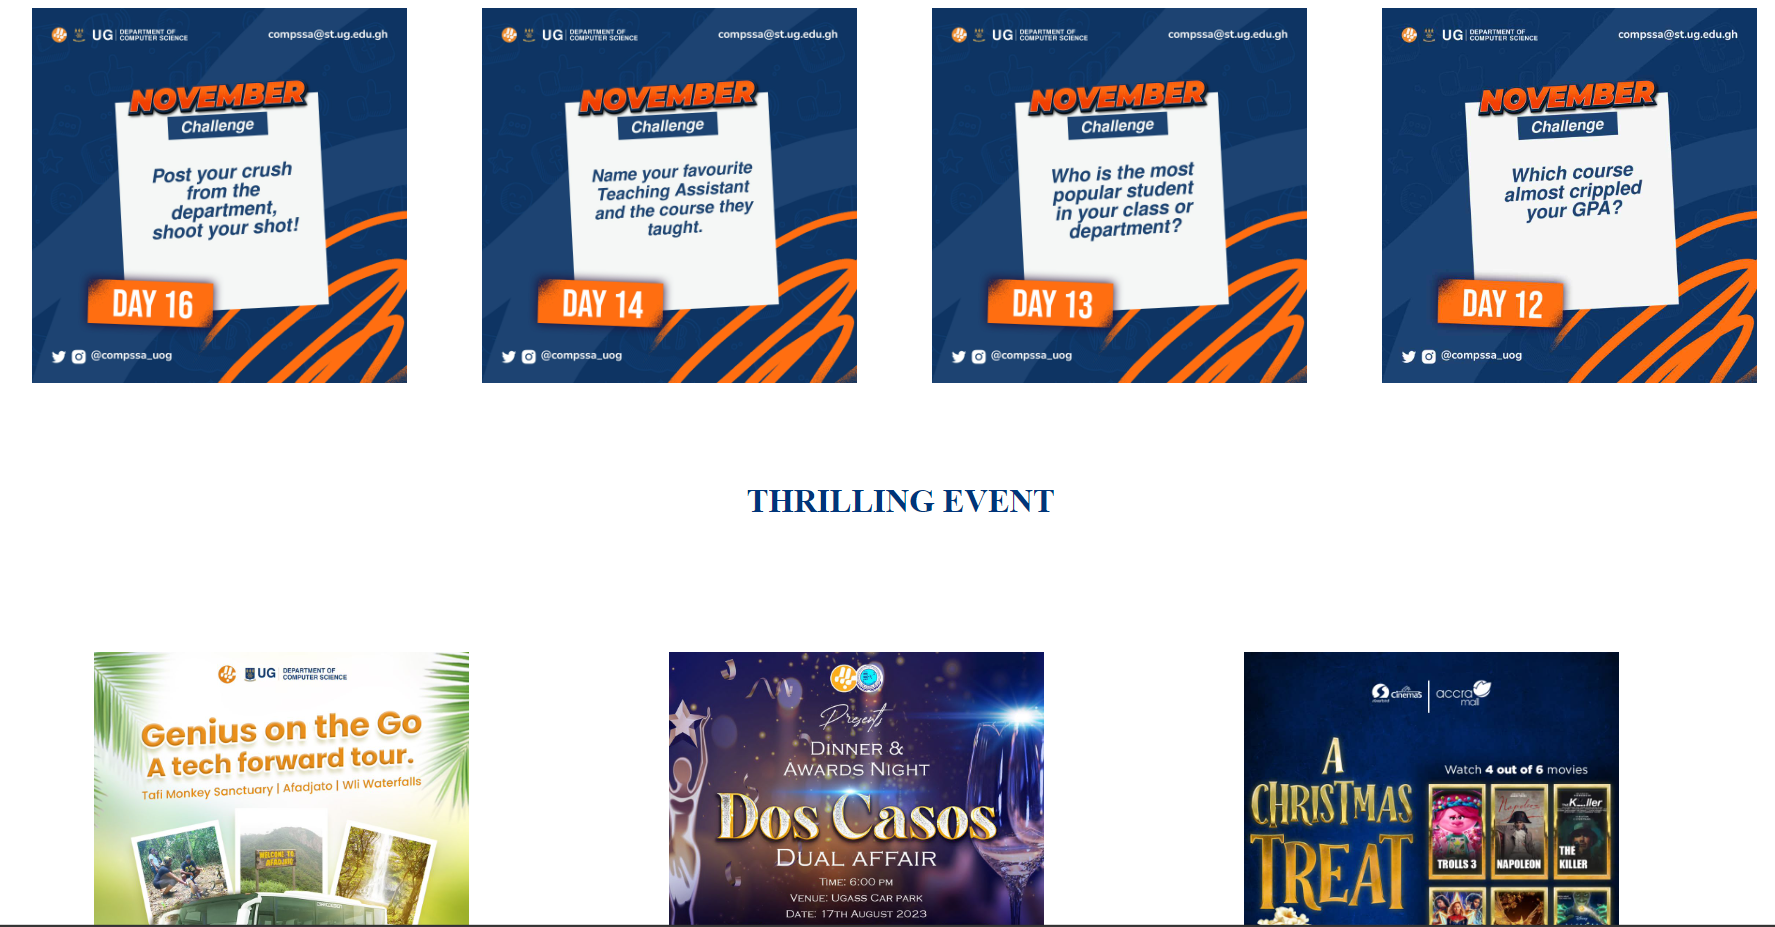 UG DEPARTMENT OF
COMPUTER SCIENCE
compssa@st.ug.edu.gh
NOVEMBER
Challenge
Post your crush
from the
department,
shoot your shot!
DAY 16
@compssa_uog
UG DEPARTMENT OF
COMPUTER SCIENCE
compssa@st.ug.edu.gh
NOVEMBER
Challenge
Name your favourite
Teaching Assistant
and the course they
taught.
DAY 14
@compssa_uog
UG DEPARTMENT OF
COMPUTER SCIENCE
compssa@st.ug.edu.gh
NOVEMBER
Challenge
Who is the most
popular student
in your class or
department?
DAY 13
@compssa_uog
UG DEPARTMENT OF
COMPUTER SCIENCE
compssa@st.ug.edu.gh
NOVEMBER
Challenge
Which course
almost crippled
your GPA?
DAY 12
@compssa_uog
THRILLING EVENT
UG DEPARTMENT OF
COMPUTER SCIENCE
Genius on the Go
A tech forward tour.
Tafi Monkey Sanctuary | Afadjato | Wli Waterfalls
WELCOME TO
AFADJATO
Presents
DINNER &
AWARDS NIGHT
DOS CASOS
DUAL AFFAIR
TIME: 6:00 PM
VENUE: UGASS CAR PARK
DATE: 17TH AUGUST 2023
cinemas
accra
mall
A
CHRISTMAS
TREAT
Watch 4 out of 6 movies
TROLLS 3
Napoleon
NAPOLEON
K...ller
THE
KILLER